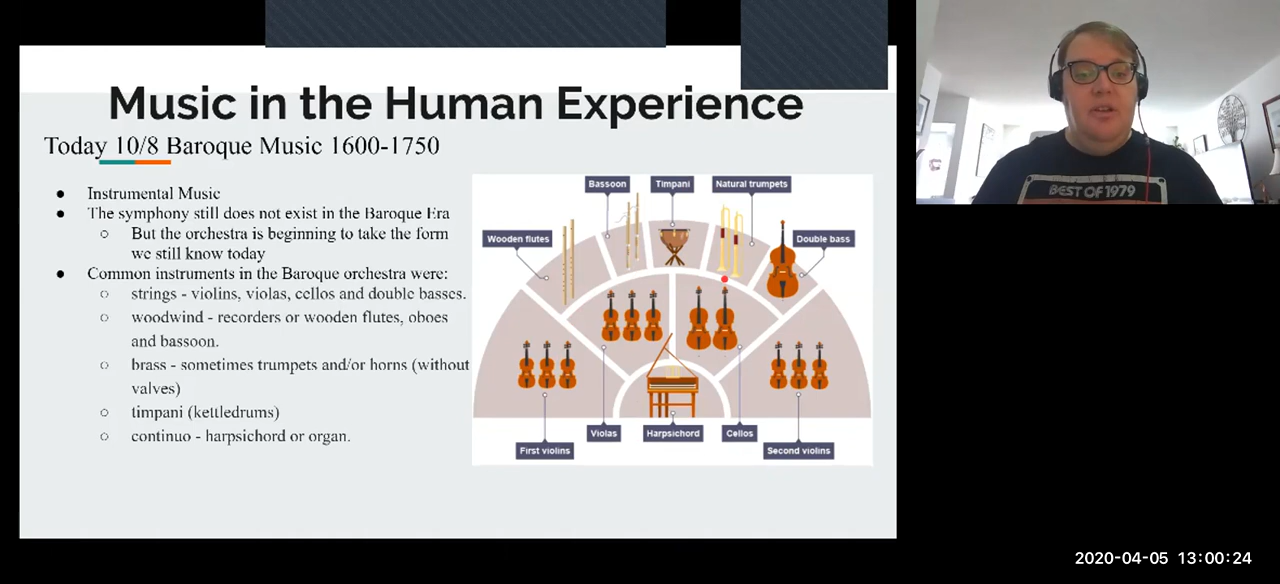 Music in the Human Experience
Today 10/8 Baroque Music 1600-1750
● Instrumental Music
● The symphony still does not exist in the Baroque Era
○ But the orchestra is beginning to take the form
we still know today
● Common instruments in the Baroque orchestra were:
○ strings - violins, violas, cellos and double basses.
○ woodwind - recorders or wooden flutes, oboes
and bassoon.
○ brass - sometimes trumpets and/or horns (without
valves)
○ timpani (kettledrums)
○ continuo - harpsichord or organ.
Bassoon
Timpani
Natural trumpets
Wooden flutes
Double bass
Violas
Harpsichord
Cellos
First violins
Second violins
BEST OF 1979
2020-04-05 13:00:24